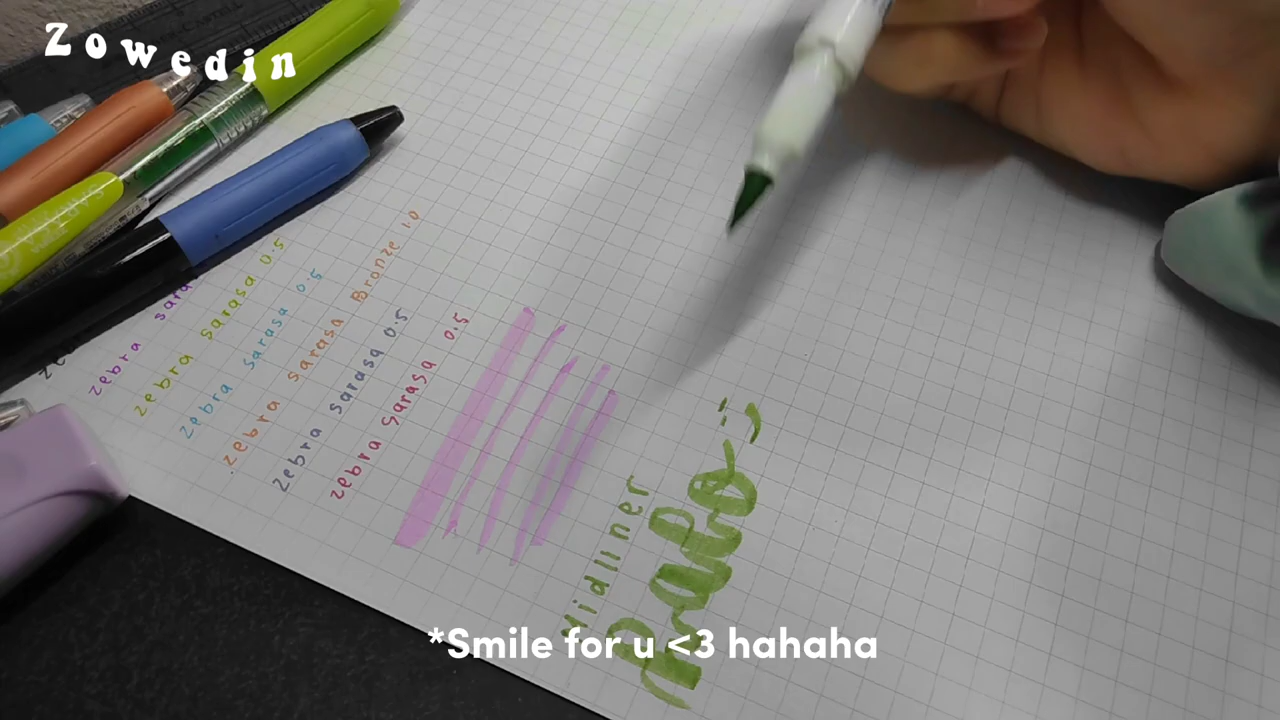 Zowedin
zebra sara
zebra sarasa 0.5
zebra sarasa 0.5
zebra sarasa Bronze 1.0
zebra sarasa 0.5
zebra sarasa 0.5
Midliner
*Smile for u <3 hahaha